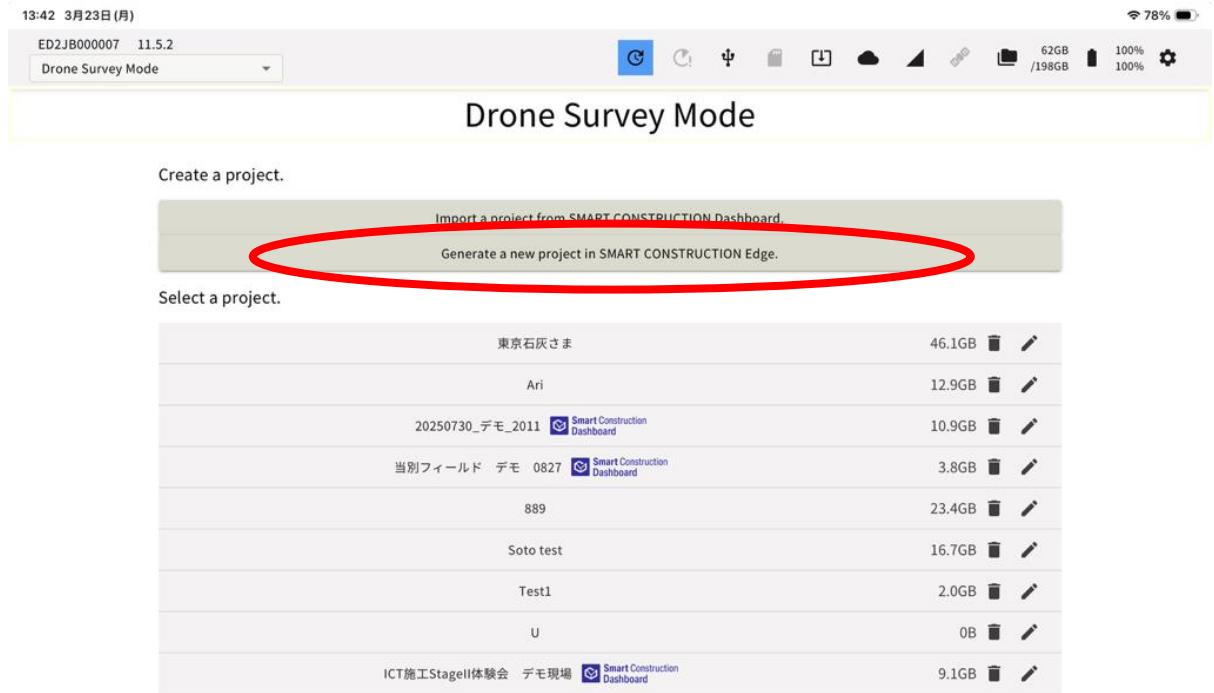 13:42 3月23日(月)
78%
ED2JB000007 11.5.2
Drone Survey Mode
62GB
/198GB
100%
100%
Drone Survey Mode
Create a project.
Import a project from SMART CONSTRUCTION Dashboard.
Generate a new project in SMART CONSTRUCTION Edge.
Select a project.
東京石灰さま 46.1GB
Ari 12.9GB
20250730_デモ_2011 Smart Construction Dashboard 10.9GB
当別フィールド デモ 0827 Smart Construction Dashboard 3.8GB
889 23.4GB
Soto test 16.7GB
Test1 2.0GB
U 0B
ICT施工StageII体験会 デモ現場 Smart Construction Dashboard 9.1GB